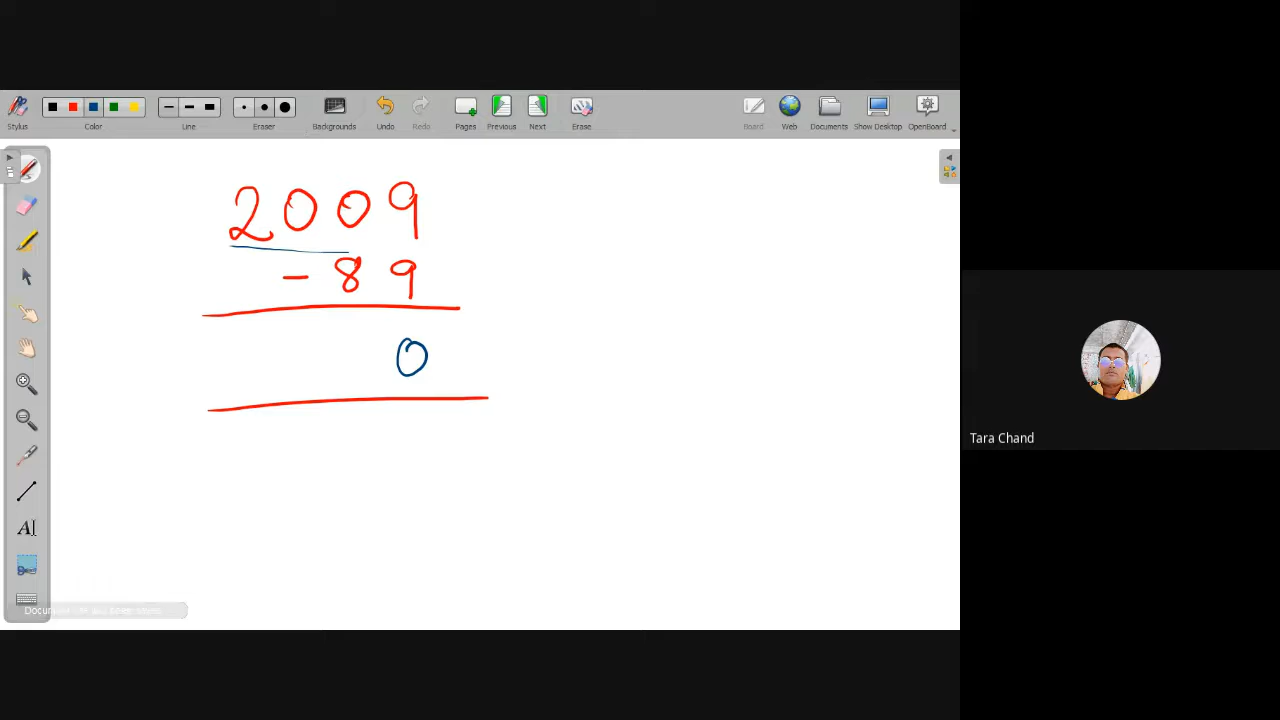 Stylus Color Line Eraser Backgrounds Undo Redo Pages Previous Next Erase Board Web Documents Show Desktop OpenBoard
2009
- 89
0
A
Tara Chand